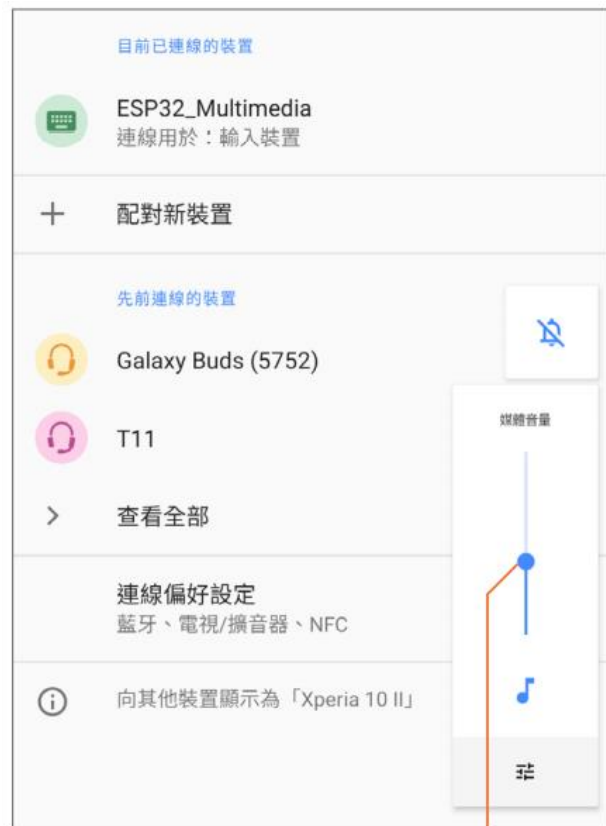 目前已連線的裝置
ESP32_Multimedia
連線用於：輸入裝置
配對新裝置
先前連線的裝置
Galaxy Buds (5752)
媒體音量
T11
查看全部
連線偏好設定
藍牙、電視/擴音器、NFC
向其他裝置顯示為「Xperia 10 II」